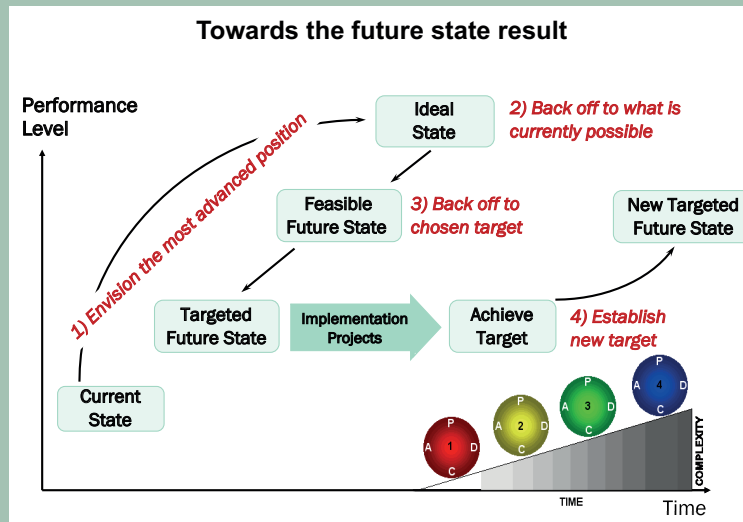 Towards the future state result
Performance
Level
Ideal
State
2) Back off to what is
currently possible
1) Envision the most advanced position
Feasible
Future State
3) Back off to
chosen target
New Targeted
Future State
Targeted
Future State
Implementation
Projects
Achieve
Target
4) Establish
new target
Current
State
P
A 1 D
C
P
A 2 D
C
P
A 3 D
C
P
A 4 D
C
COMPLEXITY
TIME
Time